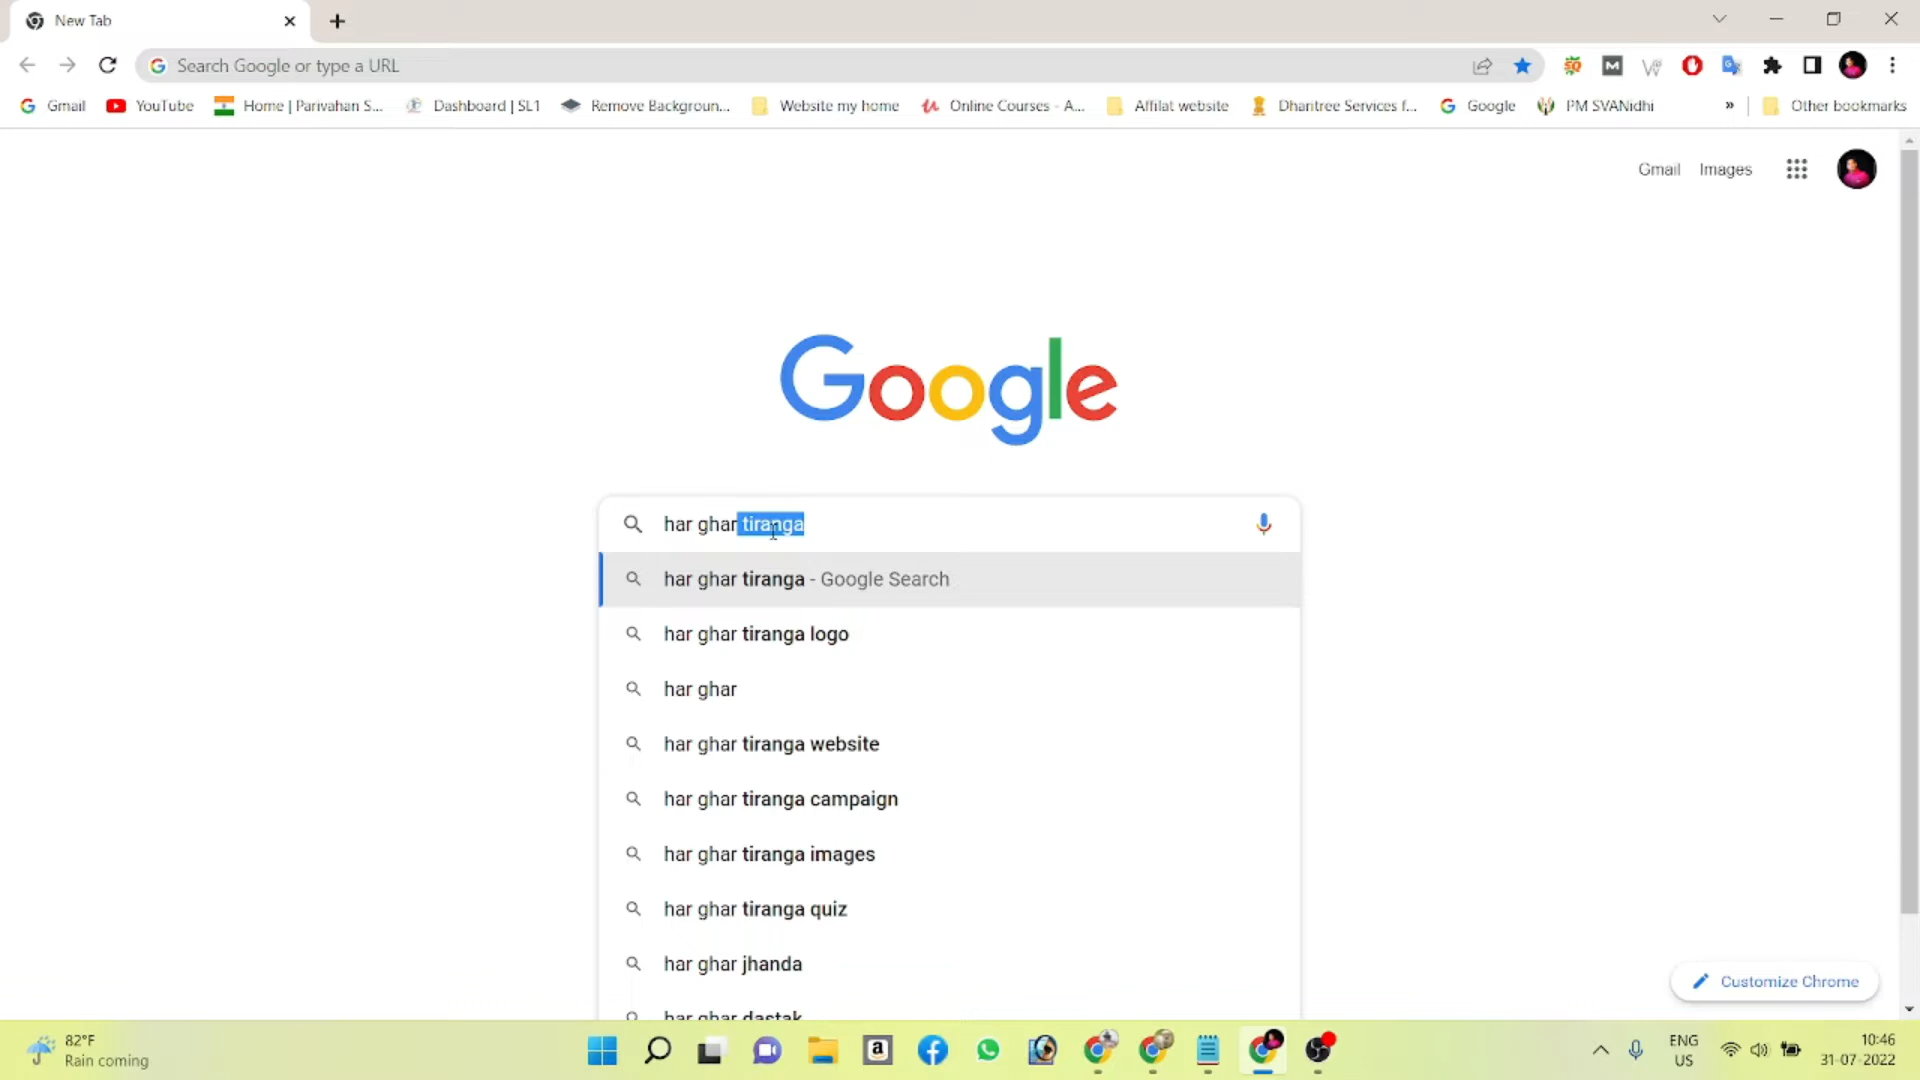 New Tab
Search Google or type a URL
Gmail
YouTube
Home | Parivahan S...
Dashboard | SL1
Remove Backgroun...
Website my home
Online Courses - A...
Affilat website
Dharitree Services f...
Google
PM SVANidhi
»
Other bookmarks
Gmail
Images
Google
har ghar tiranga
har ghar tiranga - Google Search
har ghar tiranga logo
har ghar
har ghar tiranga website
har ghar tiranga campaign
har ghar tiranga images
har ghar tiranga quiz
har ghar jhanda
har ghar dastak
Customize Chrome
82°F
Rain coming
ENG
US
10:46
31-07-2022